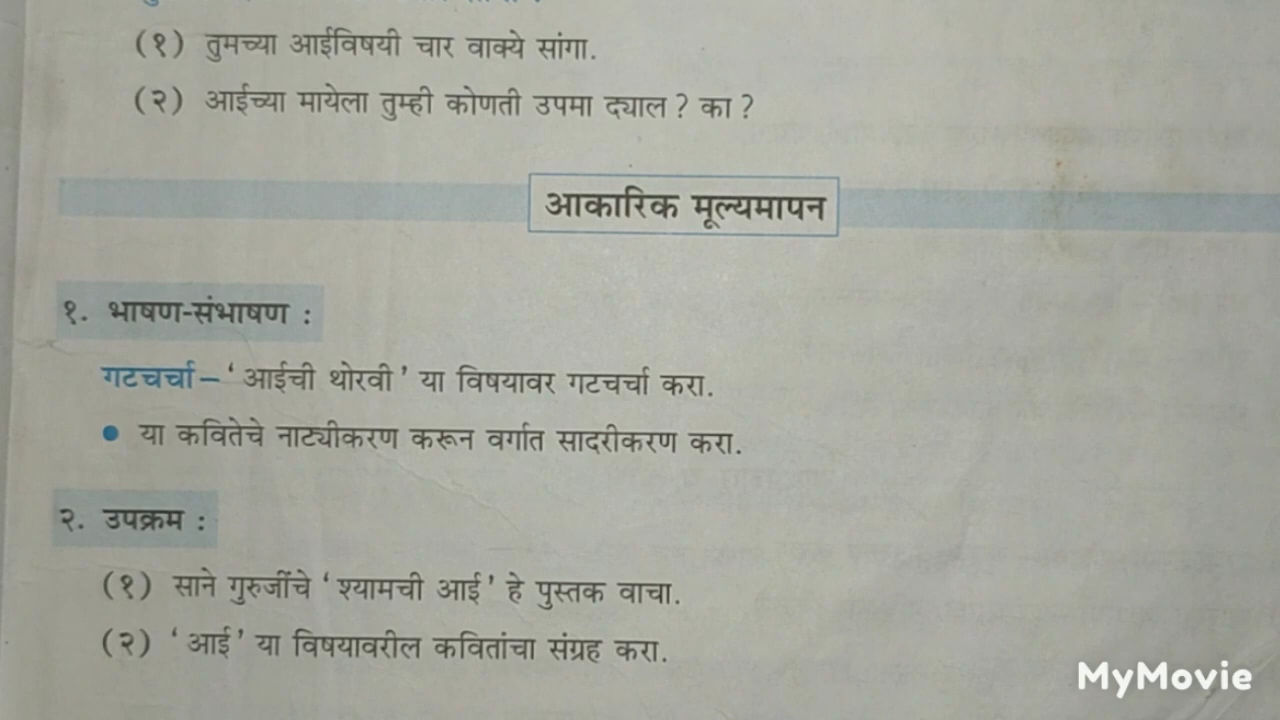 (१) तुमच्या आईविषयी चार वाक्ये सांगा.
(२) आईच्या मायेला तुम्ही कोणती उपमा द्याल ? का ?
आकारिक मूल्यमापन
१. भाषण-संभाषण :
गटचर्चा – ‘ आईची थोरवी ’ या विषयावर गटचर्चा करा.
● या कवितेचे नाट्यीकरण करून वर्गात सादरीकरण करा.
२. उपक्रम :
(१) साने गुरुजींचे ‘ श्यामची आई ’ हे पुस्तक वाचा.
(२) ‘ आई ’ या विषयावरील कवितांचा संग्रह करा.
MyMovie